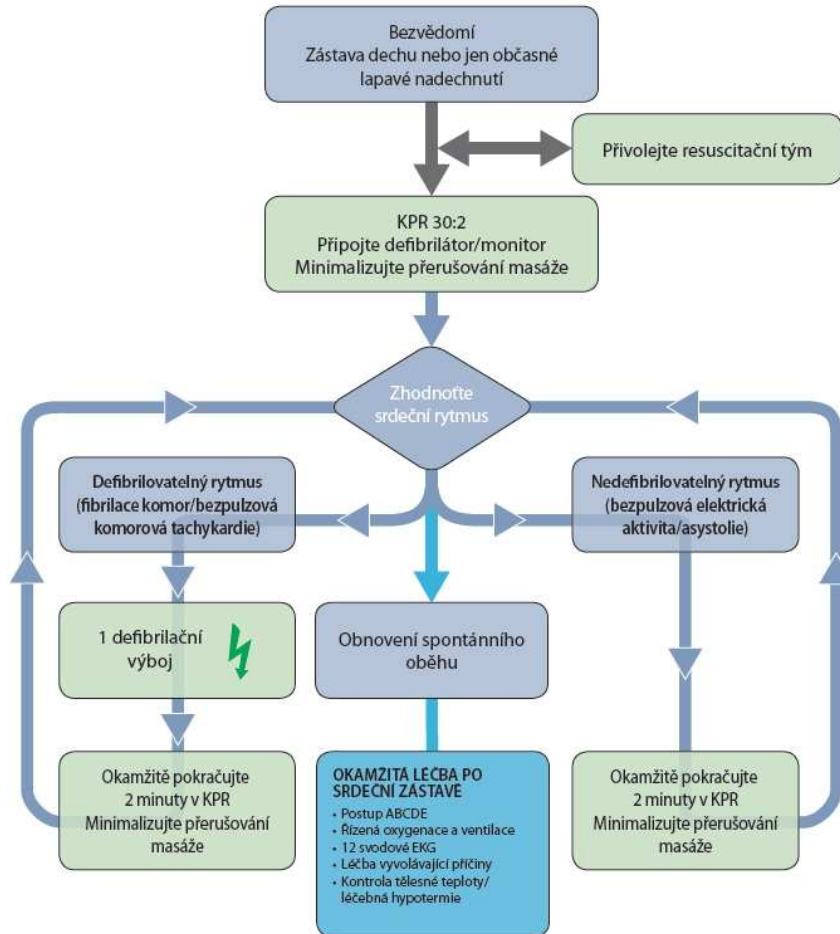 Bezvědomí
Zástava dechu nebo jen občasné
lapavé nadechnutí
Přivolejte resuscitační tým
KPR 30:2
Připojte defibrilátor/monitor
Minimalizujte přerušování masáže
Zhodnoťte
srdeční rytmus
Defibrilovatelný rytmus
(fibrilace komor/bezpulzová
komorová tachykardie)
Nedefibrilovatelný rytmus
(bezpulzová elektrická
aktivita/asystolie)
1 defibrilační
výboj
Obnovení spontánního
oběhu
Okamžitě pokračujte
2 minuty v KPR
Minimalizujte přerušování
masáže
OKAMŽITÁ LÉČBA PO
SRDEČNÍ ZÁSTAVĚ
• Postup ABCDE
• Řízená oxygenace a ventilace
• 12 svodové EKG
• Léčba vyvolávající příčiny
• Kontrola tělesné teploty/
léčebná hypotermie
Okamžitě pokračujte
2 minuty v KPR
Minimalizujte přerušování
masáže